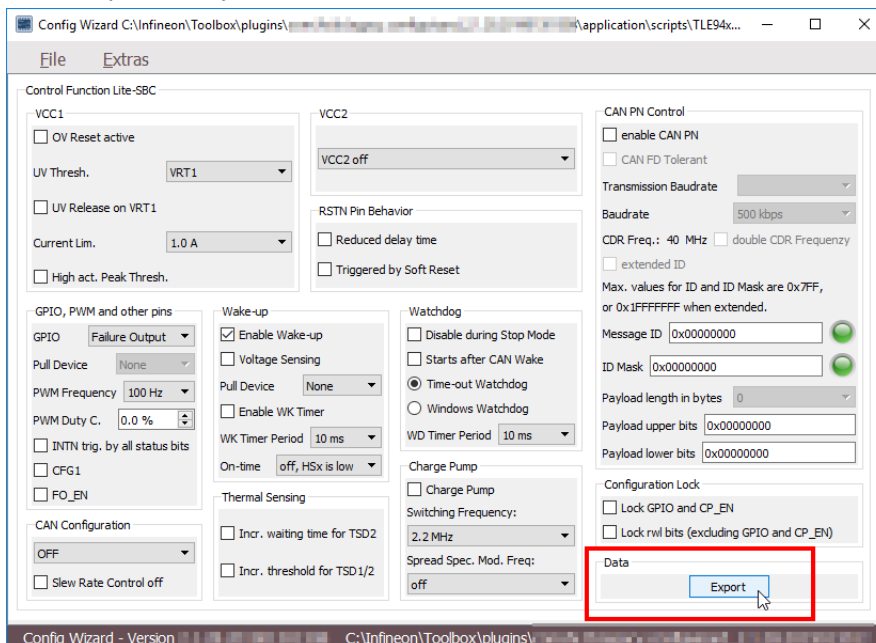 Config Wizard C:\Infineon\Toolbox\plugins\ \application\scripts\TLE94x...
File Extras
Control Function Lite-SBC
VCC1
OV Reset active
UV Thresh. VRT1
UV Release on VRT1
Current Lim. 1.0 A
High act. Peak Thresh.
VCC2
VCC2 off
RSTN Pin Behavior
Reduced delay time
Triggered by Soft Reset
CAN PN Control
enable CAN PN
CAN FD Tolerant
Transmission Baudrate
Baudrate 500 kbps
CDR Freq.: 40 MHz double CDR Frequenzy
extended ID
Max. values for ID and ID Mask are 0x7FF,
or 0x1FFFFFFF when extended.
Message ID 0x00000000
ID Mask 0x00000000
Payload length in bytes 0
Payload upper bits 0x00000000
Payload lower bits 0x00000000
GPIO, PWM and other pins
GPIO Failure Output
Pull Device None
PWM Frequency 100 Hz
PWM Duty C. 0.0 %
INTN trig. by all status bits
CFG1
FO_EN
CAN Configuration
OFF
Slew Rate Control off
Wake-up
Enable Wake-up
Voltage Sensing
Pull Device None
Enable WK Timer
WK Timer Period 10 ms
On-time off, HSx is low
Thermal Sensing
Incr. waiting time for TSD2
Incr. threshold for TSD1/2
Watchdog
Disable during Stop Mode
Starts after CAN Wake
Time-out Watchdog
Windows Watchdog
WD Timer Period 10 ms
Charge Pump
Charge Pump
Switching Frequency:
2.2 MHz
Spread Spec. Mod. Freq:
off
Configuration Lock
Lock GPIO and CP_EN
Lock rwl bits (excluding GPIO and CP_EN)
Data
Export
Config Wizard - Version C:\Infineon\Toolbox\plugins\